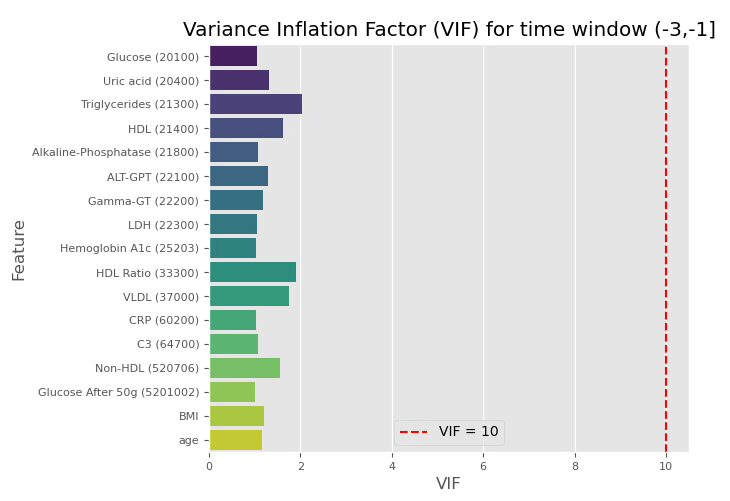 Variance Inflation Factor (VIF) for time window (-3,-1]
Feature
Glucose (20100)
Uric acid (20400)
Triglycerides (21300)
HDL (21400)
Alkaline-Phosphatase (21800)
ALT-GPT (22100)
Gamma-GT (22200)
LDH (22300)
Hemoglobin A1c (25203)
HDL Ratio (33300)
VLDL (37000)
CRP (60200)
C3 (64700)
Non-HDL (520706)
Glucose After 50g (5201002)
BMI
age
VIF = 10
0 2 4 6 8 10
VIF